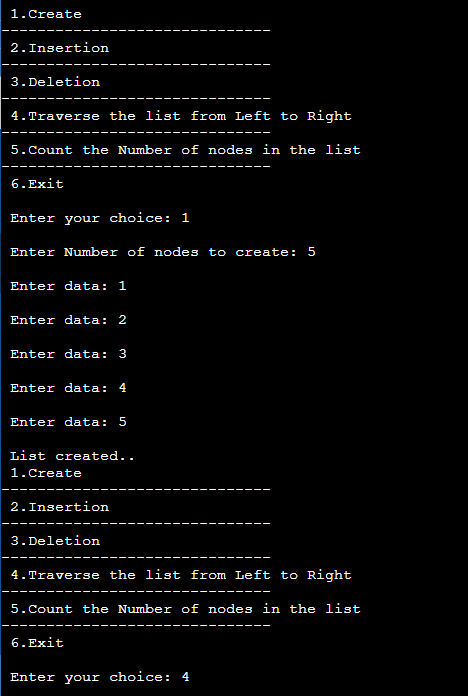 1.Create
------------------------------
2.Insertion
------------------------------
3.Deletion
------------------------------
4.Traverse the list from Left to Right
------------------------------
5.Count the Number of nodes in the list
------------------------------
6.Exit
Enter your choice: 1
Enter Number of nodes to create: 5
Enter data: 1
Enter data: 2
Enter data: 3
Enter data: 4
Enter data: 5
List created..
1.Create
------------------------------
2.Insertion
------------------------------
3.Deletion
------------------------------
4.Traverse the list from Left to Right
------------------------------
5.Count the Number of nodes in the list
------------------------------
6.Exit
Enter your choice: 4